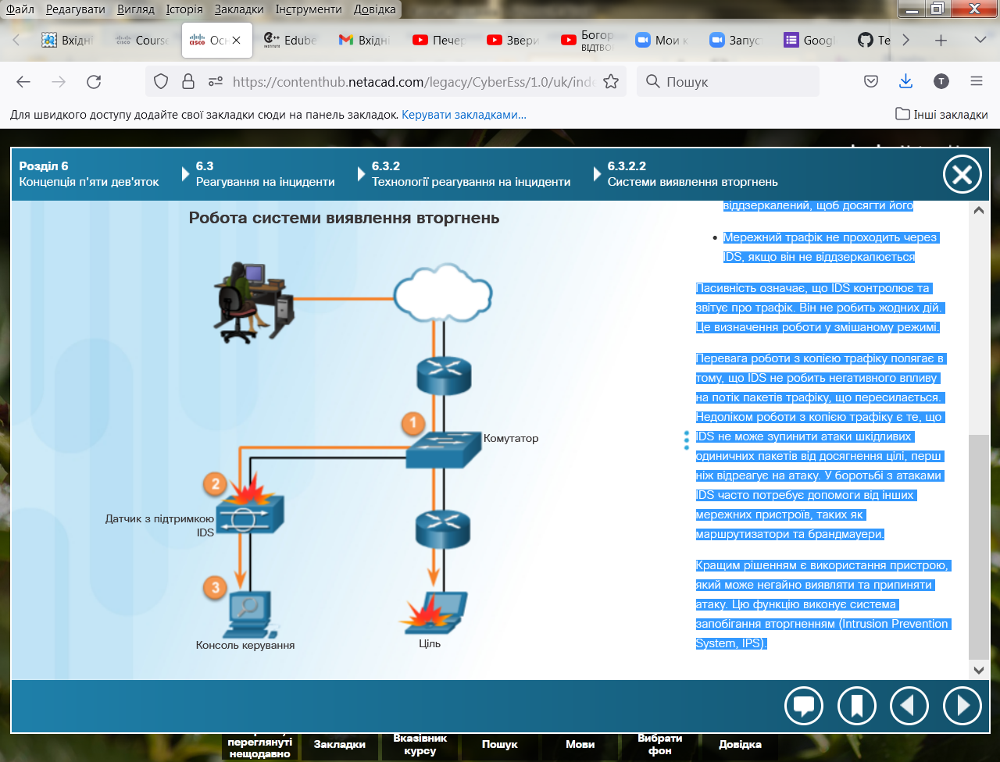 Файл Редагувати Вигляд Історія Закладки Інструменти Довідка
Вхідні Course Осн Edube Вхідні Печер Звери Богор Мои к Запус Googl Te
ВІДТВОР
https://contenthub.netacad.com/legacy/CyberEss/1.0/uk/inde Пошук
Для швидкого доступу додайте свої закладки сюди на панель закладок. Керувати закладками… Інші закладки
Розділ 6 6.3 6.3.2 6.3.2.2
Концепція п'яти дев'яток Реагування на інциденти Технології реагування на інциденти Системи виявлення вторгнень
Робота системи виявлення вторгнень
1
Комутатор
2
Датчик з підтримкою
IDS
3
Консоль керування
Ціль
віддзеркалений, щоб досягти його
• Мережний трафік не проходить через
IDS, якщо він не віддзеркалюється
Пасивність означає, що IDS контролює та
звітує про трафік. Він не робить жодних дій.
Це визначення роботи у змішаному режимі.
Перевага роботи з копією трафіку полягає в
тому, що IDS не робить негативного впливу
на потік пакетів трафіку, що пересилається.
Недоліком роботи з копією трафіку є те, що
IDS не може зупинити атаки шкідливих
одиничних пакетів від досягнення цілі, перш
ніж відреагує на атаку. У боротьбі з атаками
IDS часто потребує допомоги від інших
мережних пристроїв, таких як
маршрутизатори та брандмауери.
Кращим рішенням є використання пристрою,
який може негайно виявляти та припиняти
атаку. Цю функцію виконує система
запобігання вторгненням (Intrusion Prevention
System, IPS).
переглянуті
нещодавно
Закладки
Вказівник
курсу
Пошук
Мови
Вибрати
фон
Довідка